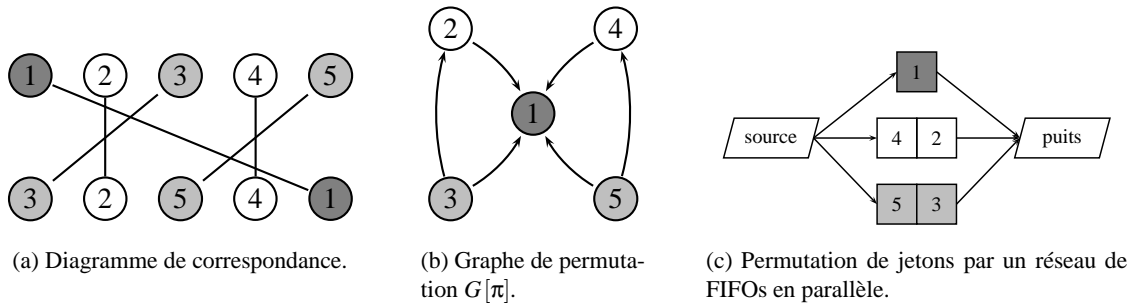 1 2 3 4 5
3 2 5 4 1
(a) Diagramme de correspondance.
2 4
1
3 5
(b) Graphe de permuta-
tion G[π].
1
source 4 2 puits
5 3
(c) Permutation de jetons par un réseau de
FIFOs en parallèle.